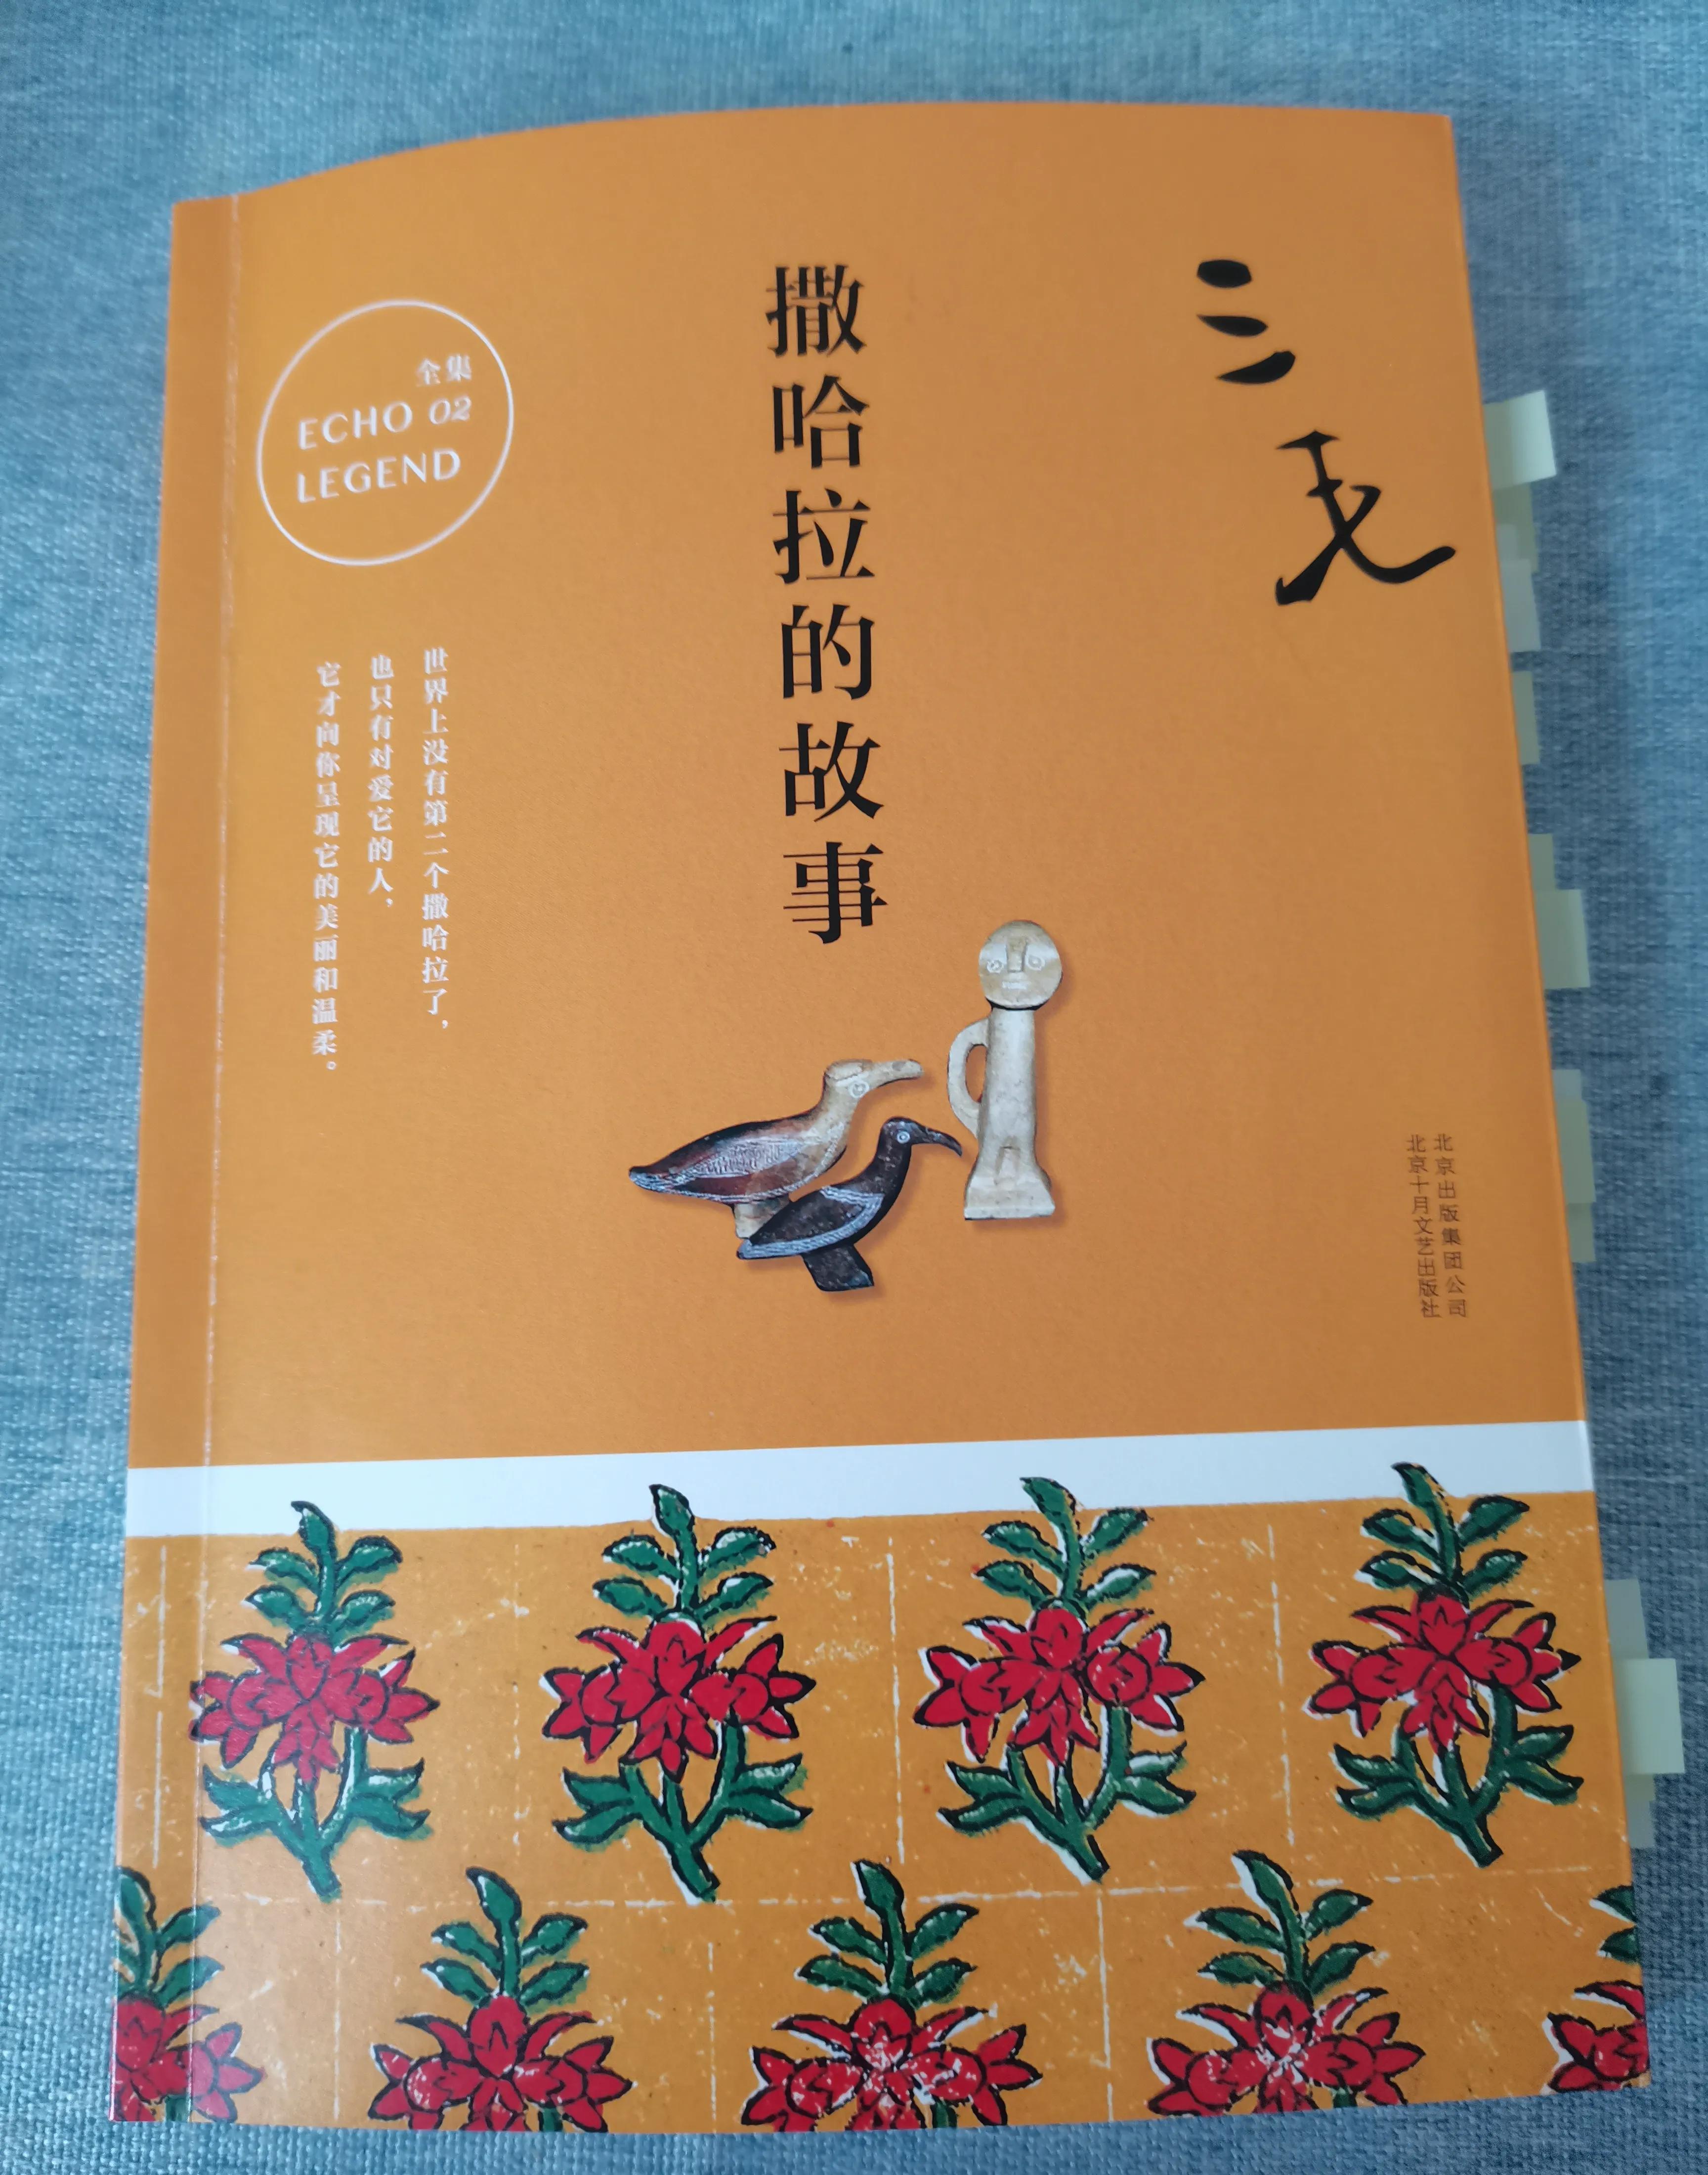 三毛
撒哈拉的故事
全集
ECHO 02
LEGEND
世界上没有第二个撒哈拉了，
也只有对爱它的人，
它才向你呈现它的美丽和温柔。
北京出版集团公司
北京十月文艺出版社